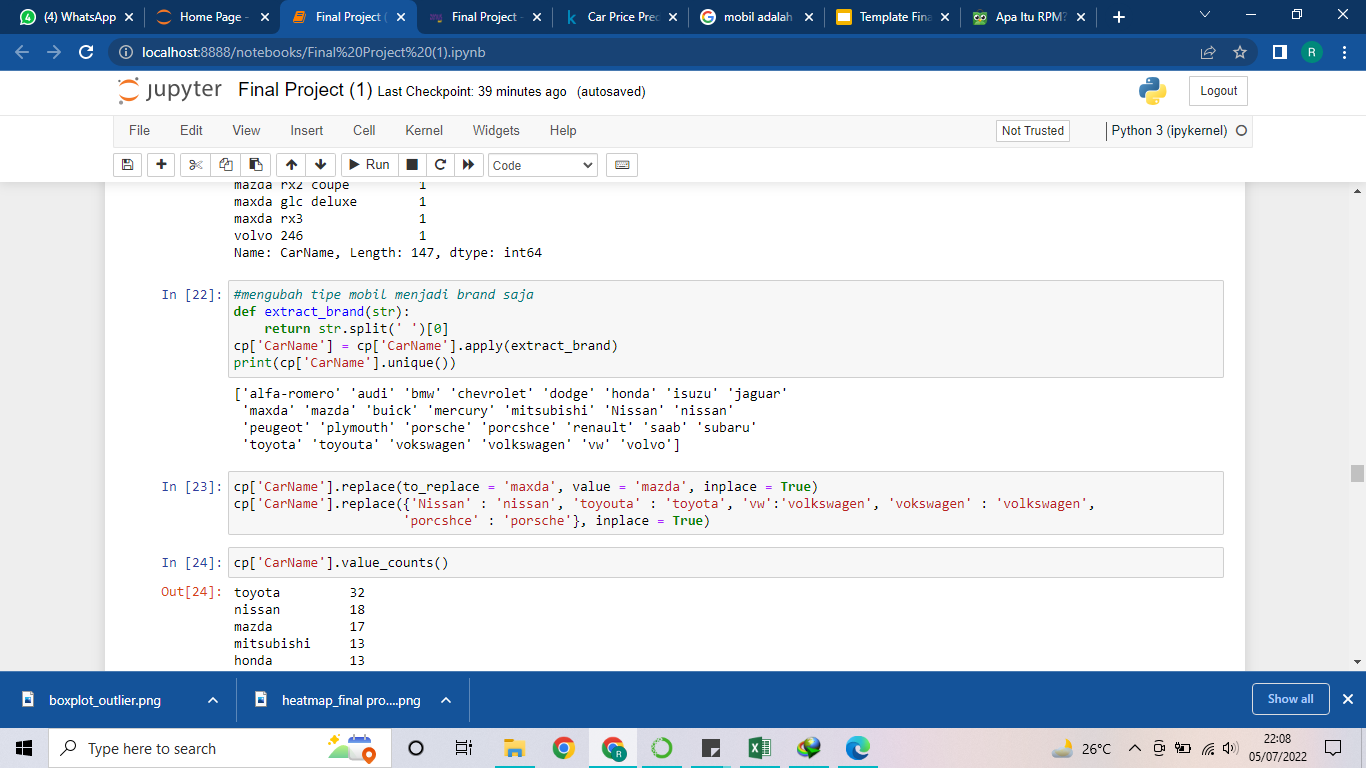 (4) WhatsApp
Home Page -
Final Project (
Final Project -
Car Price Pred
mobil adalah
Template Fina
Apa Itu RPM?
localhost:8888/notebooks/Final%20Project%20(1).ipynb
R
jupyter Final Project (1) Last Checkpoint: 39 minutes ago (autosaved)
Logout
File Edit View Insert Cell Kernel Widgets Help
Not Trusted
Python 3 (ipykernel)
Run
Code
mazda rx2 coupe 1
maxda glc deluxe 1
maxda rx3 1
volvo 246 1
Name: CarName, Length: 147, dtype: int64
In [22]: #mengubah tipe mobil menjadi brand saja
def extract_brand(str):
    return str.split(' ')[0]
cp['CarName'] = cp['CarName'].apply(extract_brand)
print(cp['CarName'].unique())
['alfa-romero' 'audi' 'bmw' 'chevrolet' 'dodge' 'honda' 'isuzu' 'jaguar'
 'maxda' 'mazda' 'buick' 'mercury' 'mitsubishi' 'Nissan' 'nissan'
 'peugeot' 'plymouth' 'porsche' 'porcshce' 'renault' 'saab' 'subaru'
 'toyota' 'toyouta' 'vokswagen' 'volkswagen' 'vw' 'volvo']
In [23]: cp['CarName'].replace(to_replace = 'maxda', value = 'mazda', inplace = True)
cp['CarName'].replace({'Nissan' : 'nissan', 'toyouta' : 'toyota', 'vw':'volkswagen', 'vokswagen' : 'volkswagen',
                      'porcshce' : 'porsche'}, inplace = True)
In [24]: cp['CarName'].value_counts()
Out[24]: toyota 32
nissan 18
mazda 17
mitsubishi 13
honda 13
boxplot_outlier.png
heatmap_final pro....png
Show all
Type here to search
26°C
22:08
05/07/2022